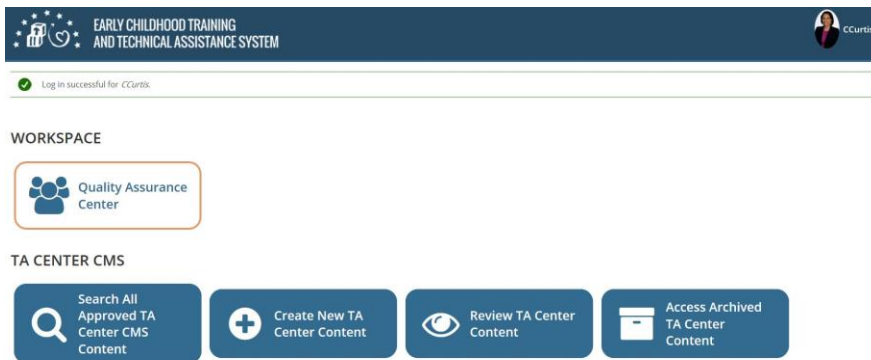 EARLY CHILDHOOD TRAINING
AND TECHNICAL ASSISTANCE SYSTEM
CCurtis
Log in successful for CCurtis.
WORKSPACE
Quality Assurance
Center
TA CENTER CMS
Search All
Approved TA
Center CMS
Content
Create New TA
Center Content
Review TA Center
Content
Access Archived
TA Center
Content